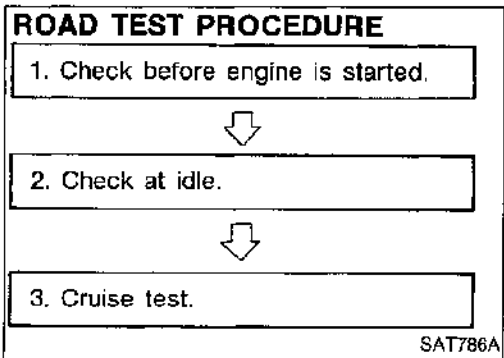 ROAD TEST PROCEDURE
1. Check before engine is started.
2. Check at idle.
3. Cruise test.
SAT786A